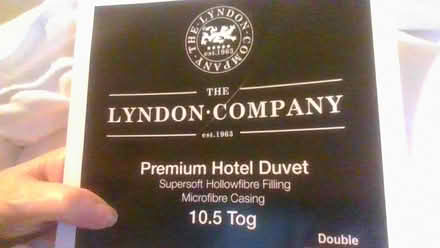 THE · LYNDON · COMPANY
est.1963
THE
LYNDON·COMPANY
est.1963
Premium Hotel Duvet
Supersoft Hollowfibre Filling
Microfibre Casing
10.5 Tog
Double